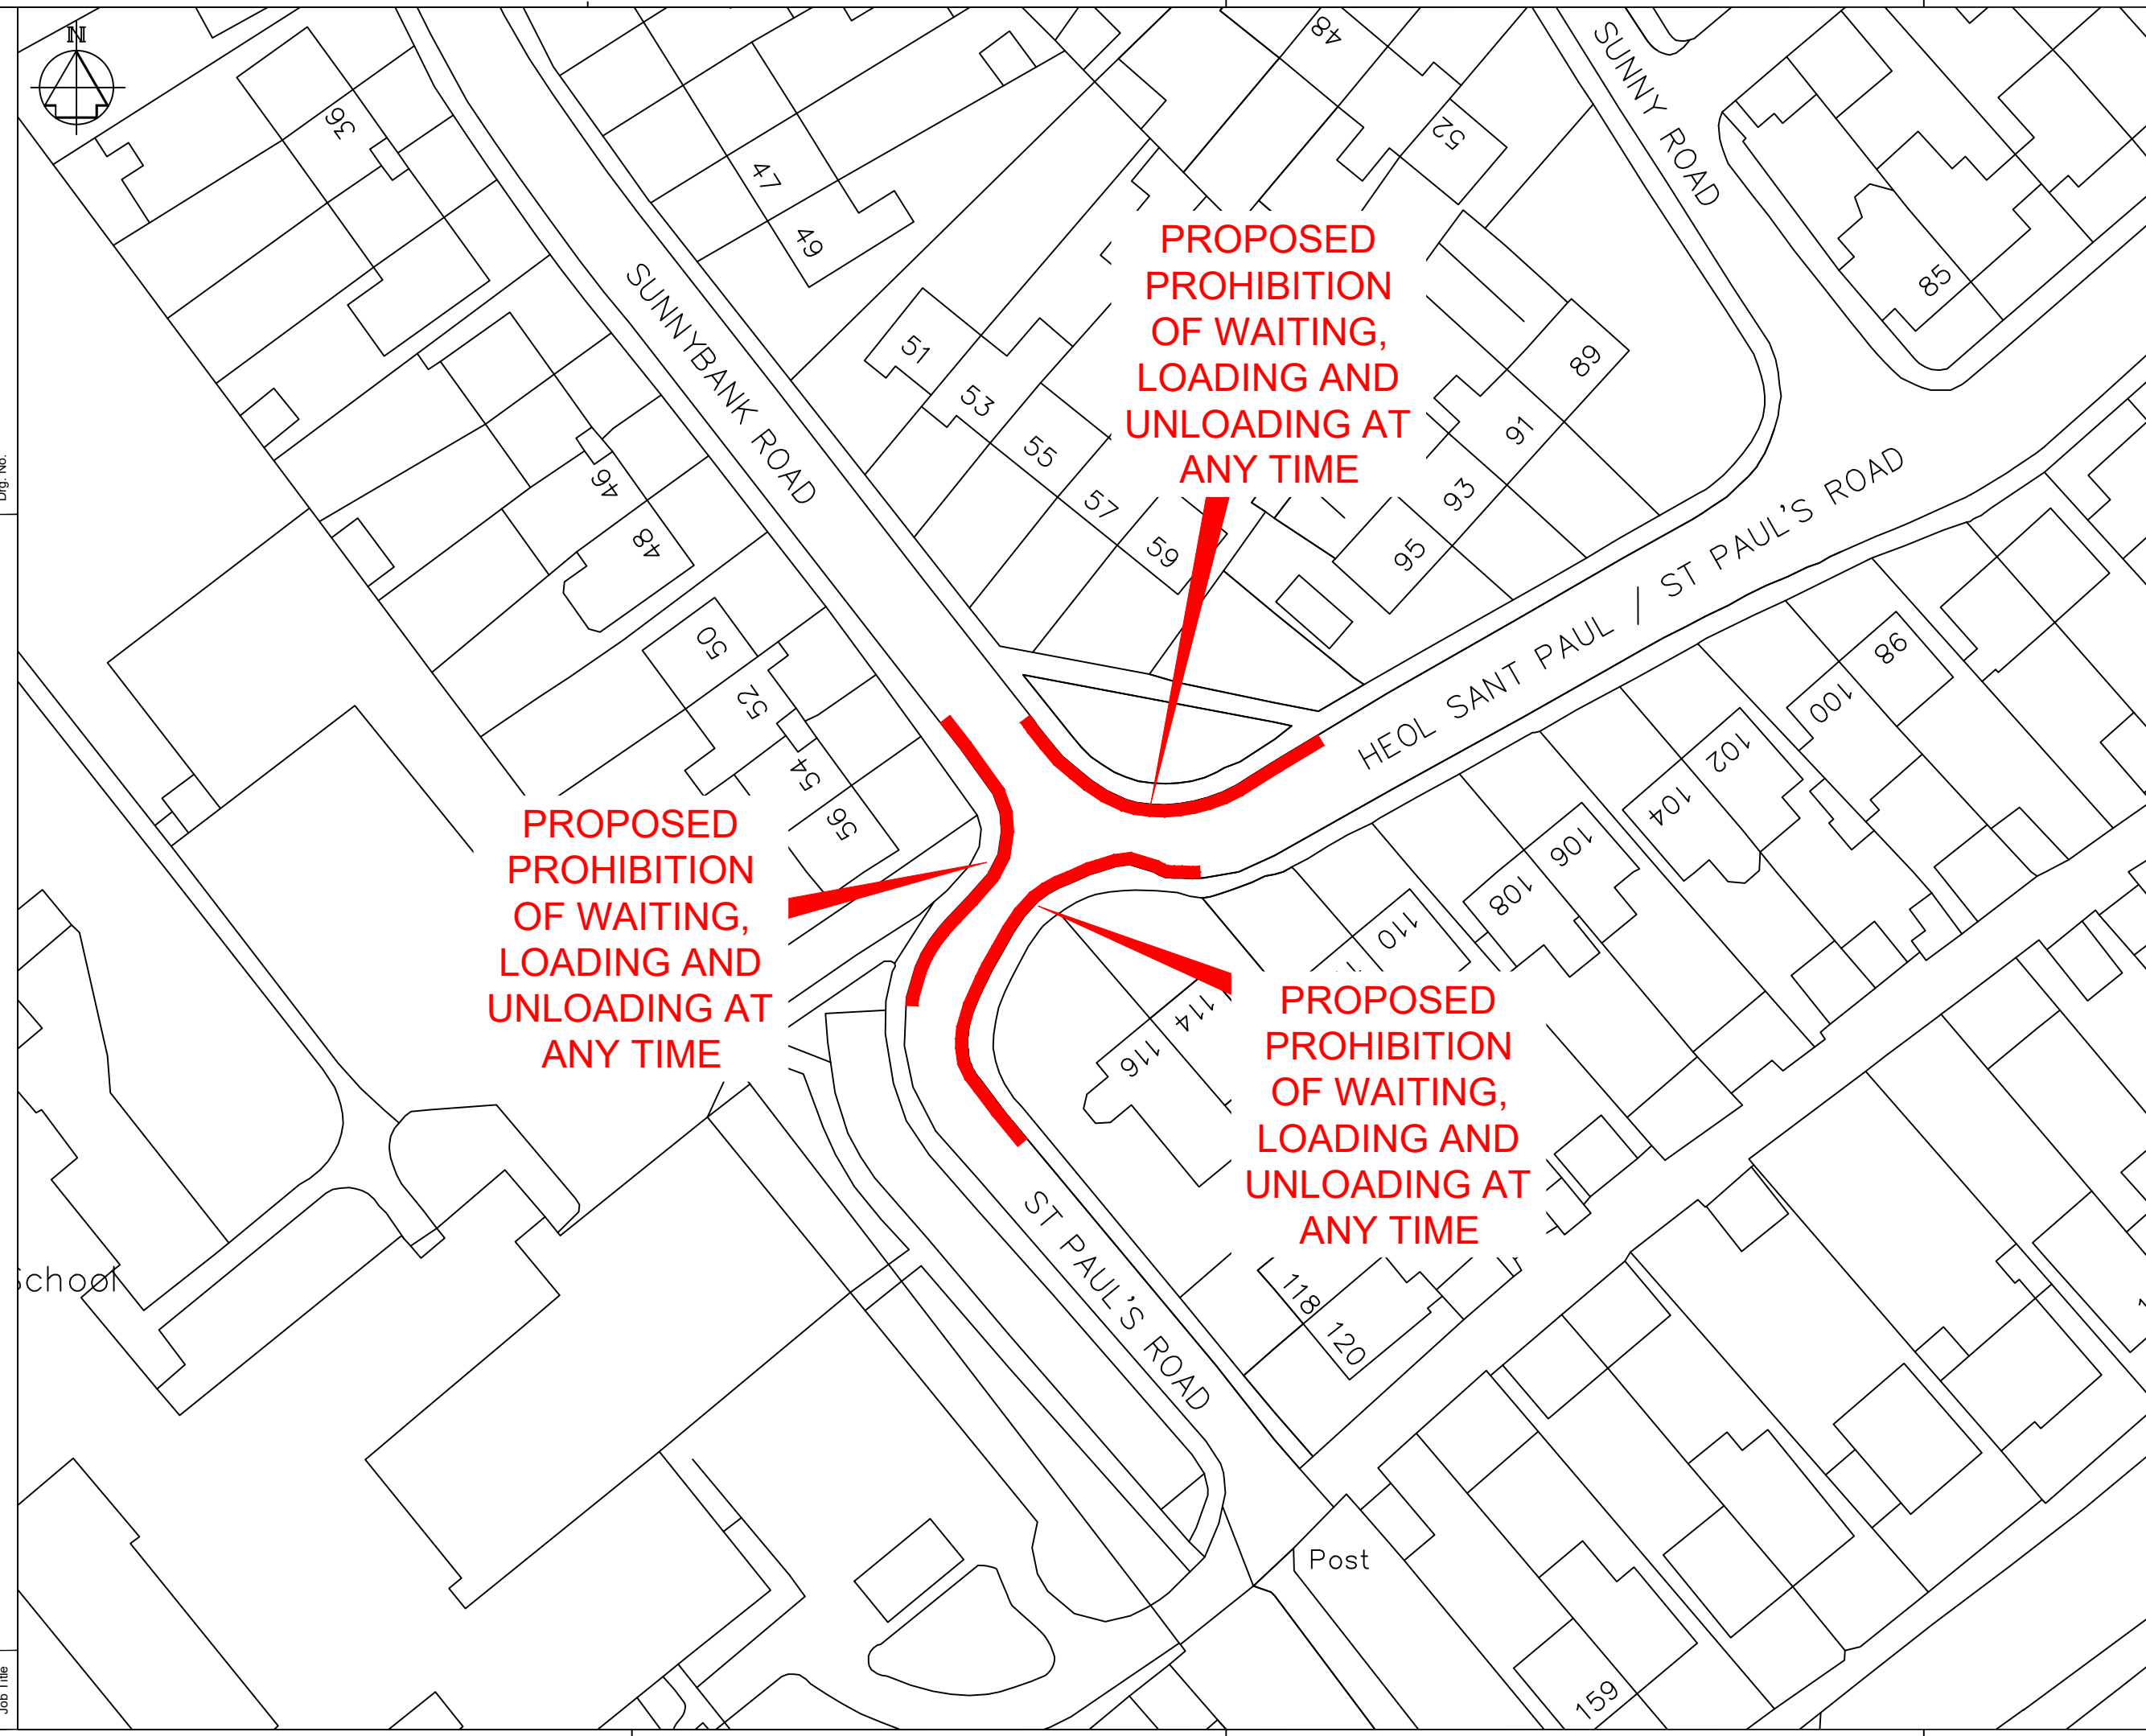 N
36
47
49
48
52
SUNNY ROAD
85
SUNNYBANK ROAD
PROPOSED
PROHIBITION
OF WAITING,
LOADING AND
UNLOADING AT
ANY TIME
51
53
55
57
59
89
91
93
95
46
48
50
52
54
56
HEOL SANT PAUL / ST PAUL'S ROAD
98
100
102
104
106
108
110
114
116
PROPOSED
PROHIBITION
OF WAITING,
LOADING AND
UNLOADING AT
ANY TIME
PROPOSED
PROHIBITION
OF WAITING,
LOADING AND
UNLOADING AT
ANY TIME
ST PAUL'S ROAD
118
120
School
Post
159
Drg. No.
Job Title